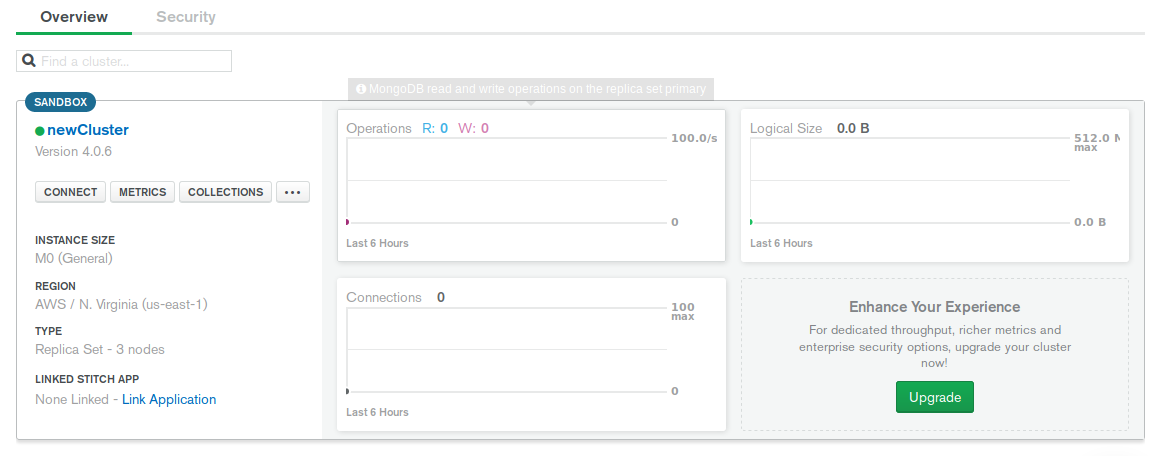 Overview Security
Find a cluster...
MongoDB read and write operations on the replica set primary
SANDBOX
newCluster
Version 4.0.6
CONNECT METRICS COLLECTIONS ...
INSTANCE SIZE
M0 (General)
REGION
AWS / N. Virginia (us-east-1)
TYPE
Replica Set - 3 nodes
LINKED STITCH APP
None Linked - Link Application
Operations R: 0 W: 0
100.0/s
0
Last 6 Hours
Logical Size 0.0 B
512.0
max
0.0 B
Last 6 Hours
Connections 0
100
max
0
Last 6 Hours
Enhance Your Experience
For dedicated throughput, richer metrics and
enterprise security options, upgrade your cluster
now!
Upgrade